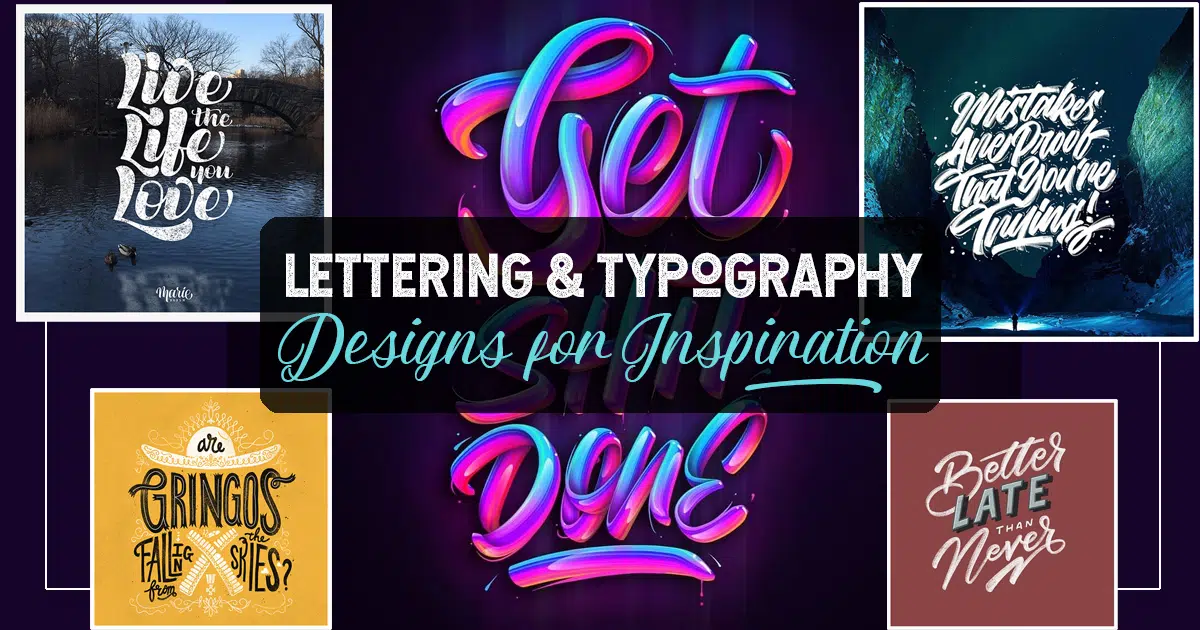 Live
the
Life
you
Love
Marie
Get
Done
Mistakes
Are Proof
That You're
Trying!
LETTERING & TYPOGRAPHY
Designs for Inspiration
are
GRINGOS
FALLING
from
the
SKIES?
Better
LATE
THAN
Never